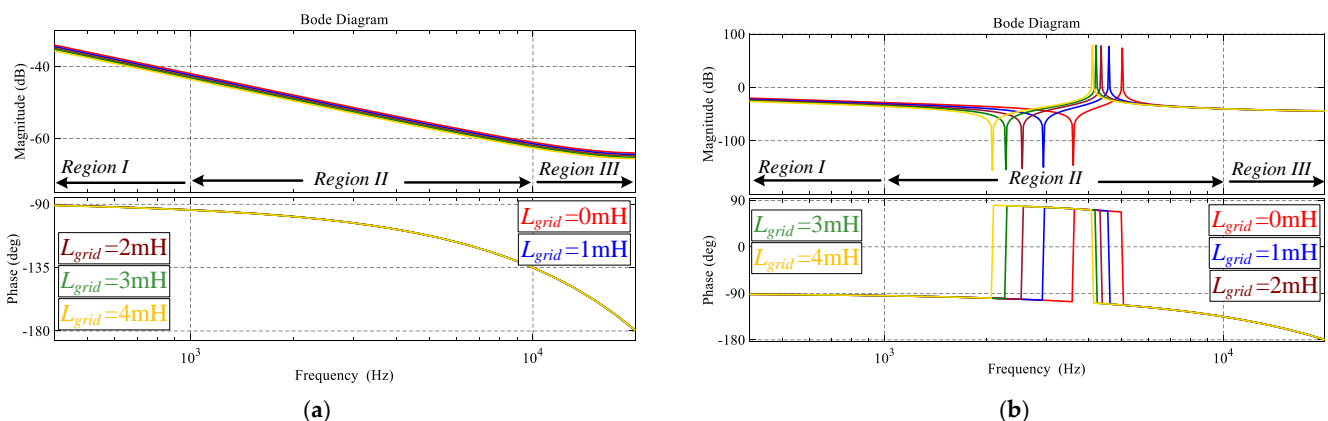 Bode Diagram
Magnitude (dB)
-40
-60
Region I
Region II
Region III
Phase (deg)
-90
-135
-180
L_grid=0mH
L_grid=1mH
L_grid=2mH
L_grid=3mH
L_grid=4mH
10^3
10^4
Frequency (Hz)
(a)
Bode Diagram
Magnitude (dB)
100
0
-100
-200
Region I
Region II
Region III
Phase (deg)
90
0
-90
-180
L_grid=3mH
L_grid=4mH
L_grid=0mH
L_grid=1mH
L_grid=2mH
10^3
10^4
Frequency (Hz)
(b)